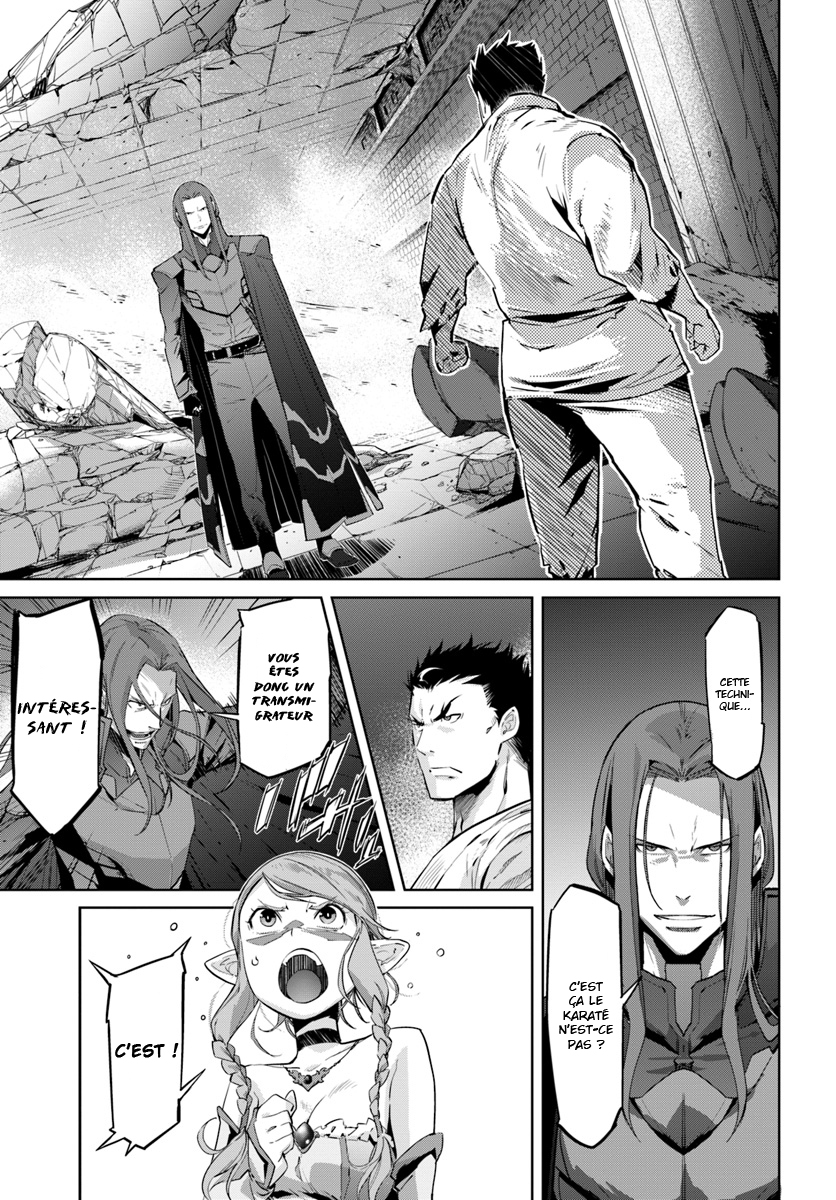 CETTE
TECHNI-
QUE...
C'EST
ÇA LE
KARATÉ
N'EST-CE
PAS ?
VOUS
ÊTES
DONC UN
TRANSMI-
GRATEUR
INTÉRES-
SANT !
C'EST !